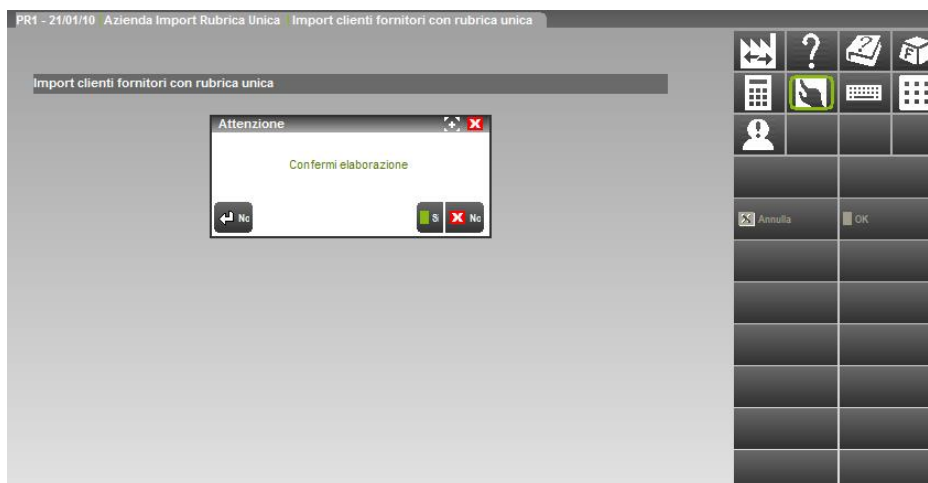 PR1 - 21/01/10 Azienda Import Rubrica Unica Import clienti fornitori con rubrica unica
Import clienti fornitori con rubrica unica
Attenzione
Confermi elaborazione
No Si No
Annulla OK